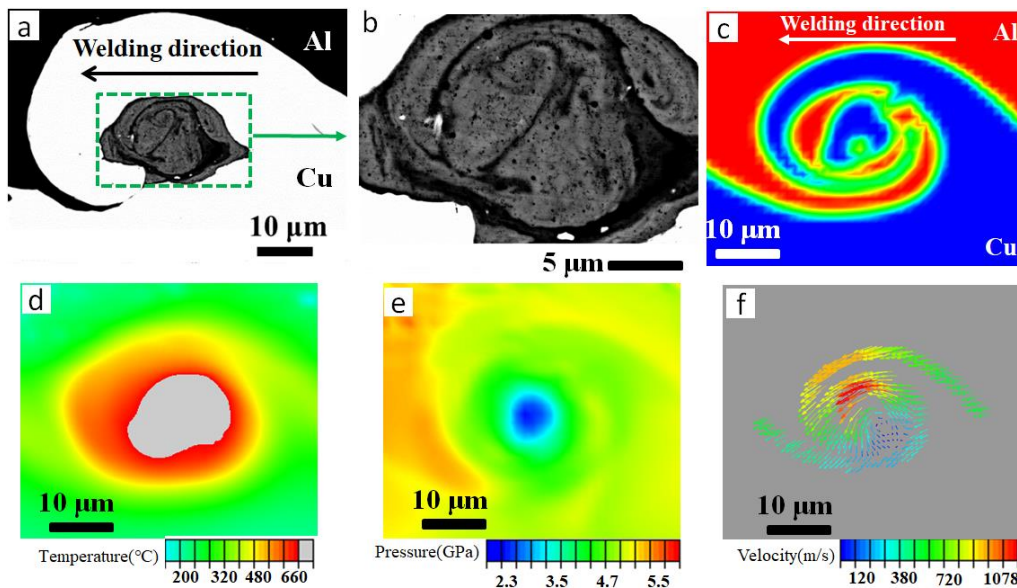 a
Welding direction
Al
Cu
10 μm
b
5 μm
c
Welding direction
Al
10 μm
Cu
d
10 μm
Temperature(°C)
200 320 480 660
e
10 μm
Pressure(GPa)
2.3 3.5 4.7 5.5
f
10 μm
Velocity(m/s)
120 380 720 1078